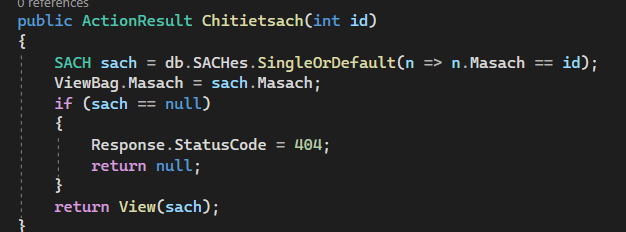 0 references
public ActionResult Chitietsach(int id)
{
SACH sach = db.SACHes.SingleOrDefault(n => n.Masach == id);
ViewBag.Masach = sach.Masach;
if (sach == null)
{
Response.StatusCode = 404;
return null;
}
return View(sach);
}